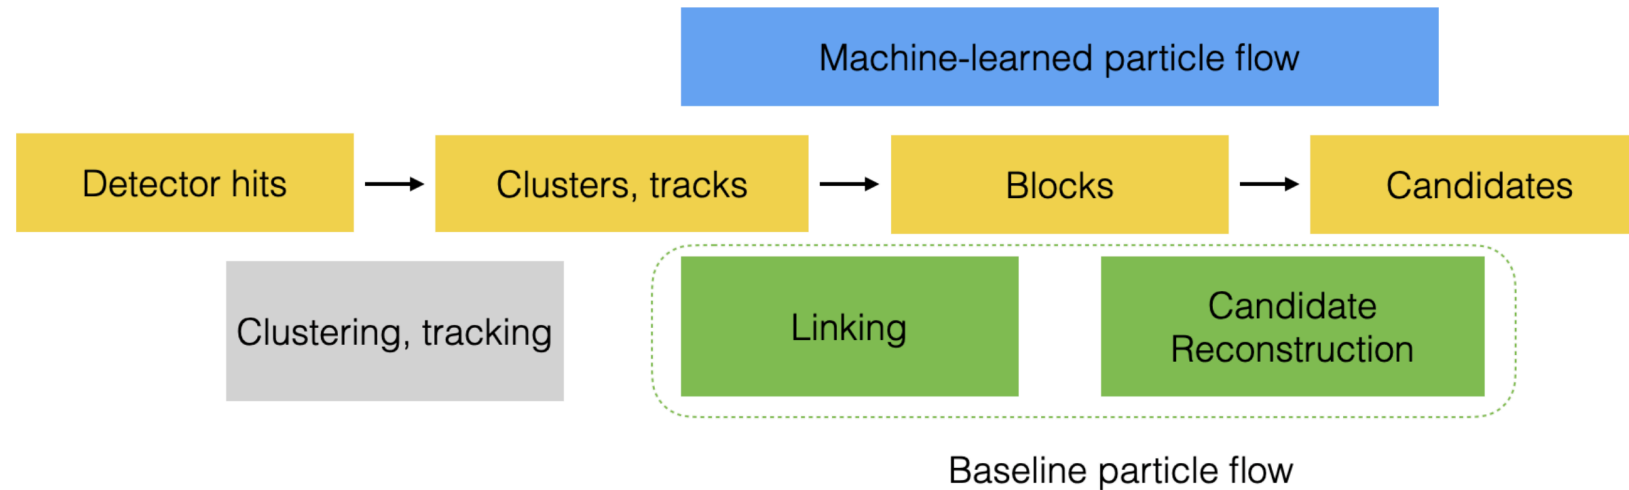 Machine-learned particle flow
Detector hits
Clusters, tracks
Blocks
Candidates
Clustering, tracking
Linking
Candidate
Reconstruction
Baseline particle flow